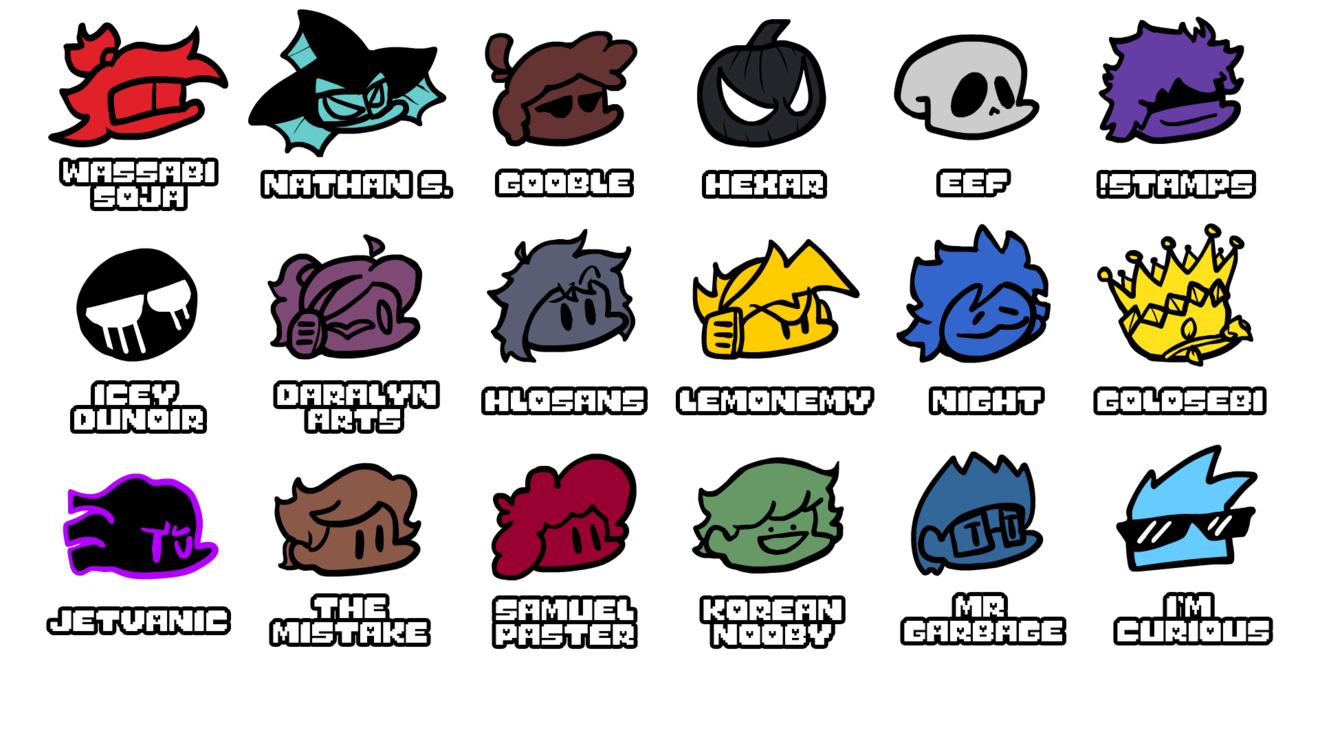 WASSABI
SOJA
NATHAN S.
GOOBLE
HEXAR
EEF
!STAMPS
ICEY
DUNOIR
DARALYN
ARTS
HLOSANS
LEMONEMY
NIGHT
GOLOSEBI
JETVANIC
THE
MISTAKE
SAMUEL
PASTER
KOREAN
NOOBY
MR
GARBAGE
I'M
CURIOUS